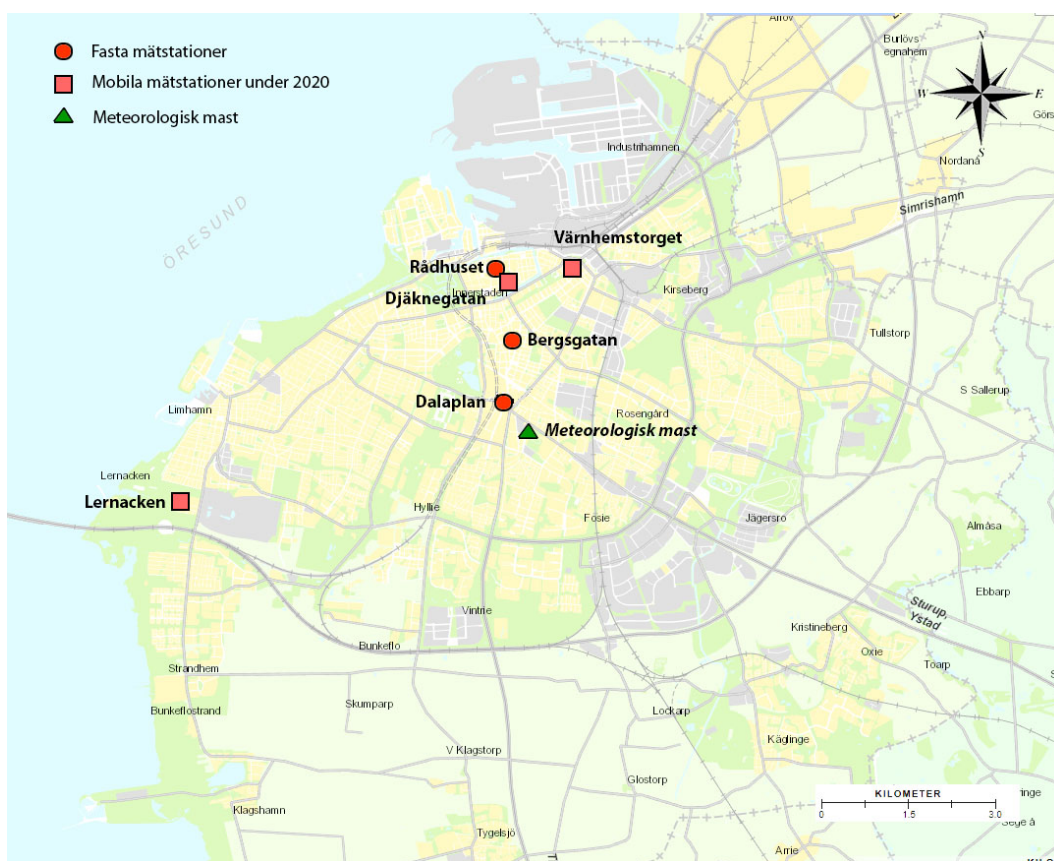 Fasta mätstationer
Mobila mätstationer under 2020
Meteorologisk mast
Arlöv
Burlövs
egnahem
N
W
E
S
Görs
Nordanå
Industrihamnen
Simrishamn
ÖRESUND
Värnhemstorget
Rådhuset
Innerstaden
Djäknegatan
Kirseberg
Bergsgatan
Tullstorp
Dalaplan
S Sallerup
Limhamn
Rosengård
Meteorologisk mast
Lernacken
Lernacken
Hyllie
Fosie
Jägersro
Almåsa
Ebbarp
Vintrie
Sturup,
Ystad
Kristineberg
Bunkeflo
Oxie
Toarp
Strandhem
Skumparp
Bunkeflostrand
Lockarp
Käglinge
V Klagstorp
Glostorp
KILOMETER
0
1.5
3.0
Klagshamn
Tygelsjö
Arrie